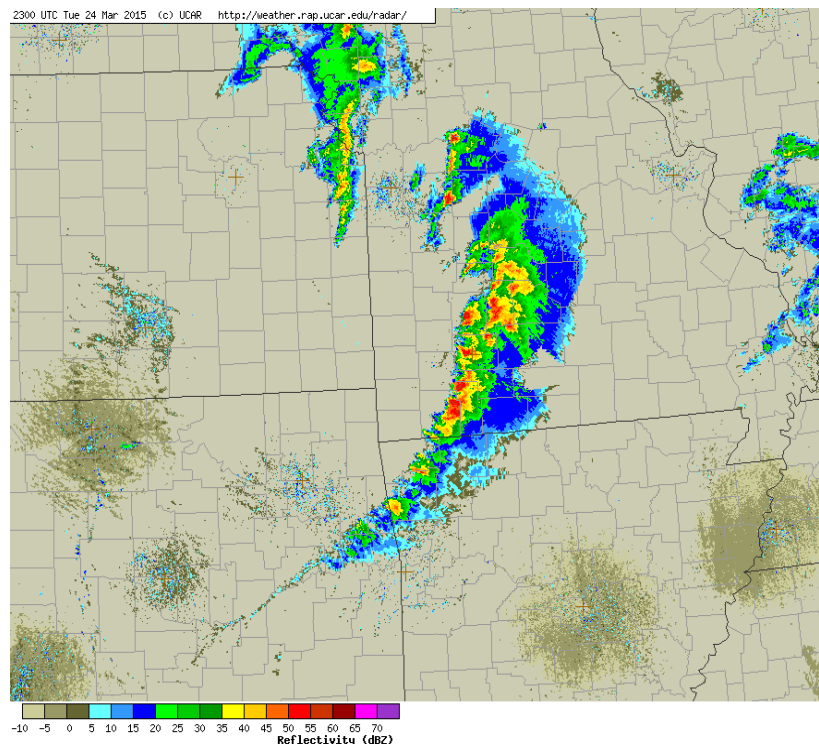 2300 UTC Tue 24 Mar 2015 (c) UCAR http://weather.rap.ucar.edu/radar/
-10 -5 0 5 10 15 20 25 30 35 40 45 50 55 60 65 70
Reflectivity (dBZ)